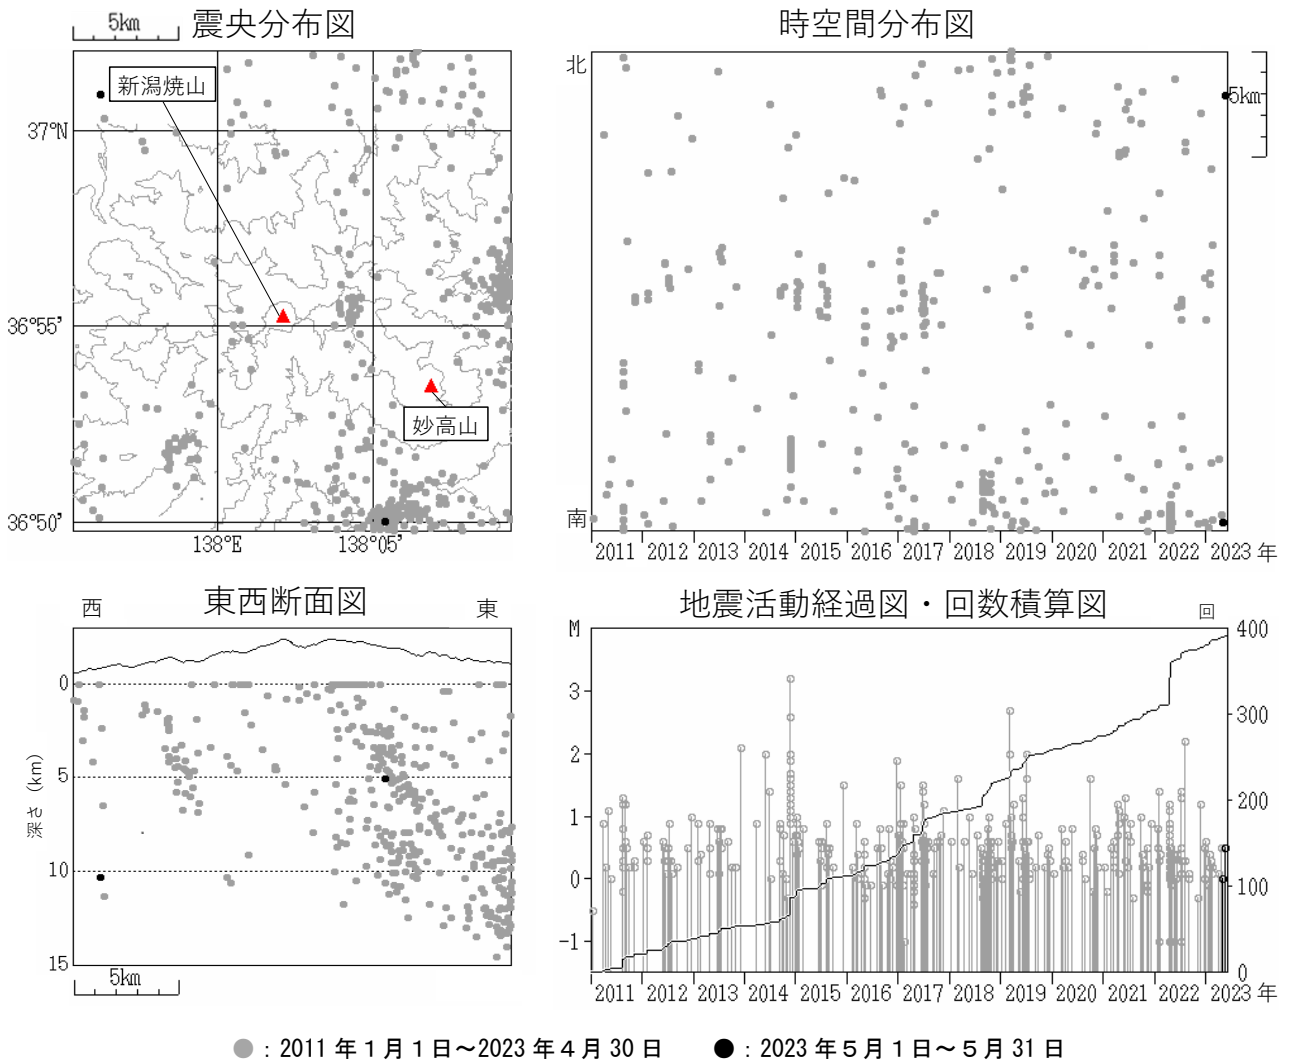 5km 震央分布図
新潟焼山
37°N
36°55’
妙高山
36°50’
138°E 138°05’
時空間分布図
北
5km
南
2011 2012 2013 2014 2015 2016 2017 2018 2019 2020 2021 2022 2023 年
東西断面図
西 東
0
5
10
15
深さ (km)
5km
地震活動経過図・回数積算図
M 回
3
2
1
0
-1
400
300
200
100
0
2011 2012 2013 2014 2015 2016 2017 2018 2019 2020 2021 2022 2023 年
●：2011 年１月１日～2023 年４月 30 日 ●：2023 年５月１日～５月 31 日